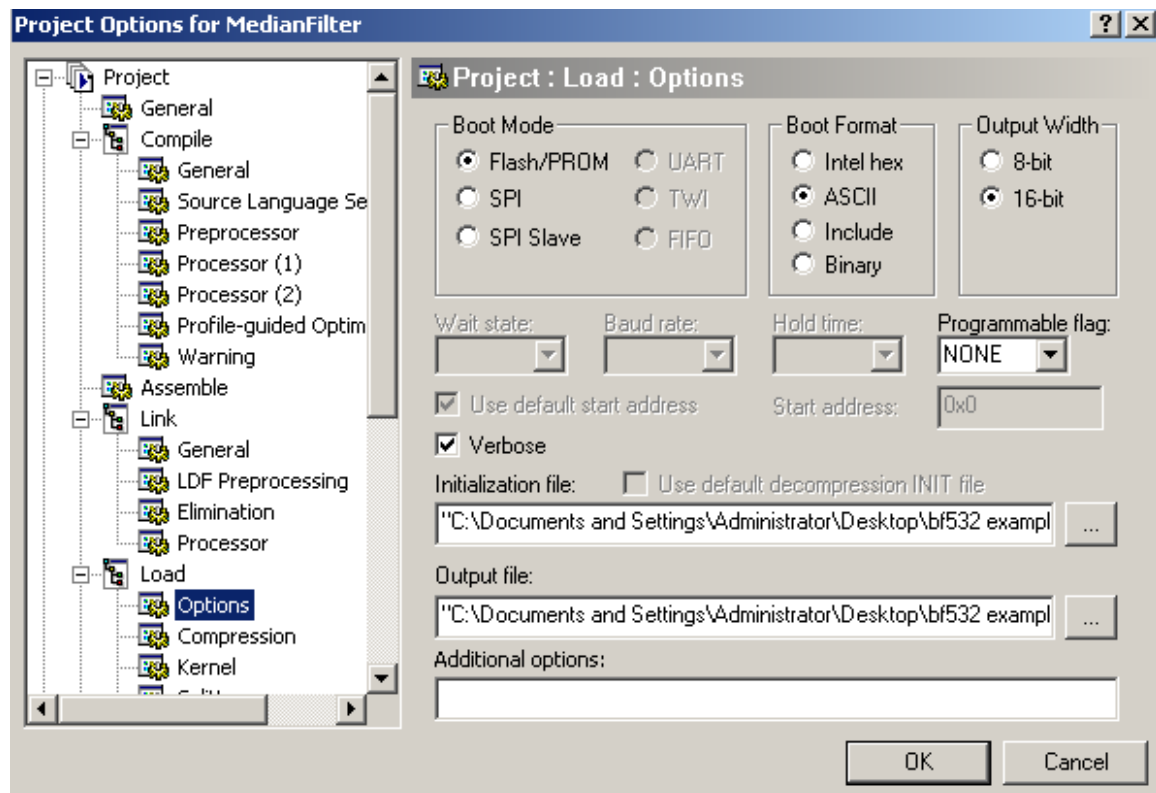 Project Options for MedianFilter
Project
General
Compile
General
Source Language Se
Preprocessor
Processor (1)
Processor (2)
Profile-guided Optim
Warning
Assemble
Link
General
LDF Preprocessing
Elimination
Processor
Load
Options
Compression
Kernel
Project : Load : Options
Boot Mode
Flash/PROM
UART
SPI
TWI
SPI Slave
FIFO
Boot Format
Intel hex
ASCII
Include
Binary
Output Width
8-bit
16-bit
Wait state:
Baud rate:
Hold time:
Programmable flag:
NONE
Use default start address
Start address:
0x0
Verbose
Initialization file:
Use default decompression INIT file
"C:\Documents and Settings\Administrator\Desktop\bf532 exampl
...
Output file:
"C:\Documents and Settings\Administrator\Desktop\bf532 exampl
...
Additional options:
OK
Cancel